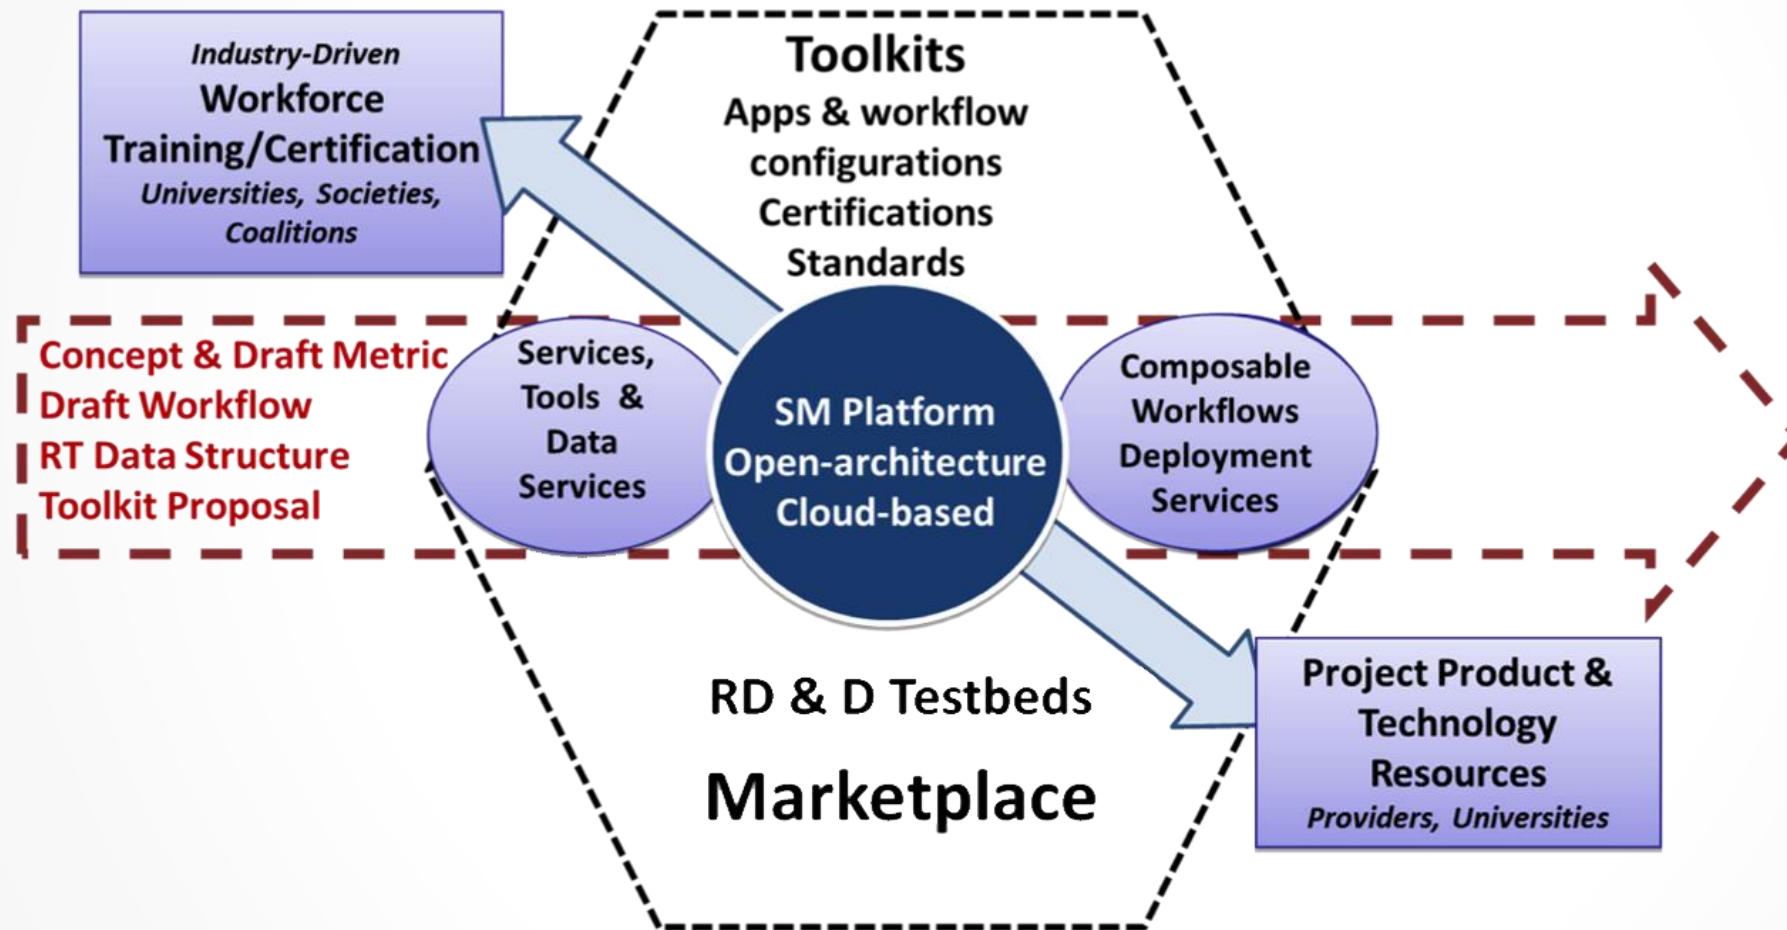 Industry-Driven
Workforce
Training/Certification
Universities, Societies,
Coalitions
Toolkits
Apps & workflow
configurations
Certifications
Standards
Concept & Draft Metric
Draft Workflow
RT Data Structure
Toolkit Proposal
Services,
Tools &
Data
Services
SM Platform
Open-architecture
Cloud-based
Composable
Workflows
Deployment
Services
RD & D Testbeds
Marketplace
Project Product &
Technology
Resources
Providers, Universities